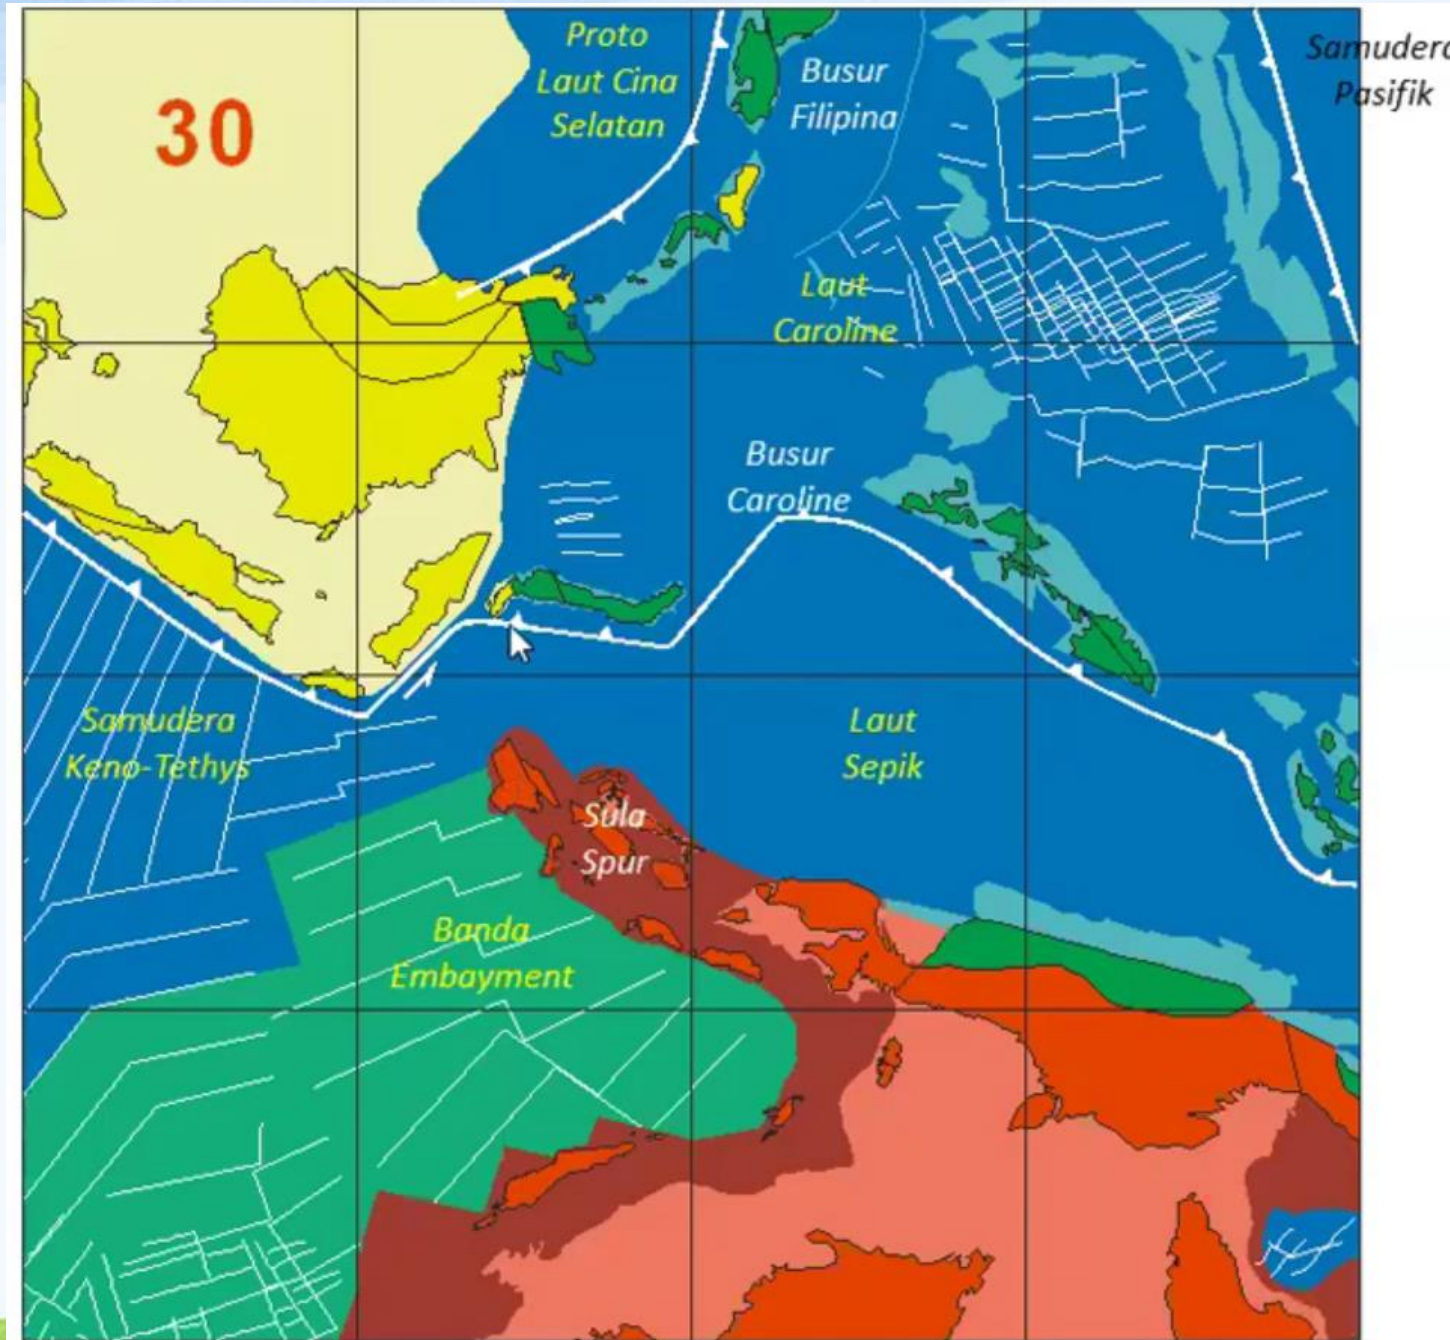 30
Proto
Laut Cina
Selatan
Busur
Filipina
Samudera
Pasifik
Laut
Caroline
Busur
Caroline
Samudera
Keno-Tethys
Laut
Sepik
Sula
Spur
Banda
Embayment